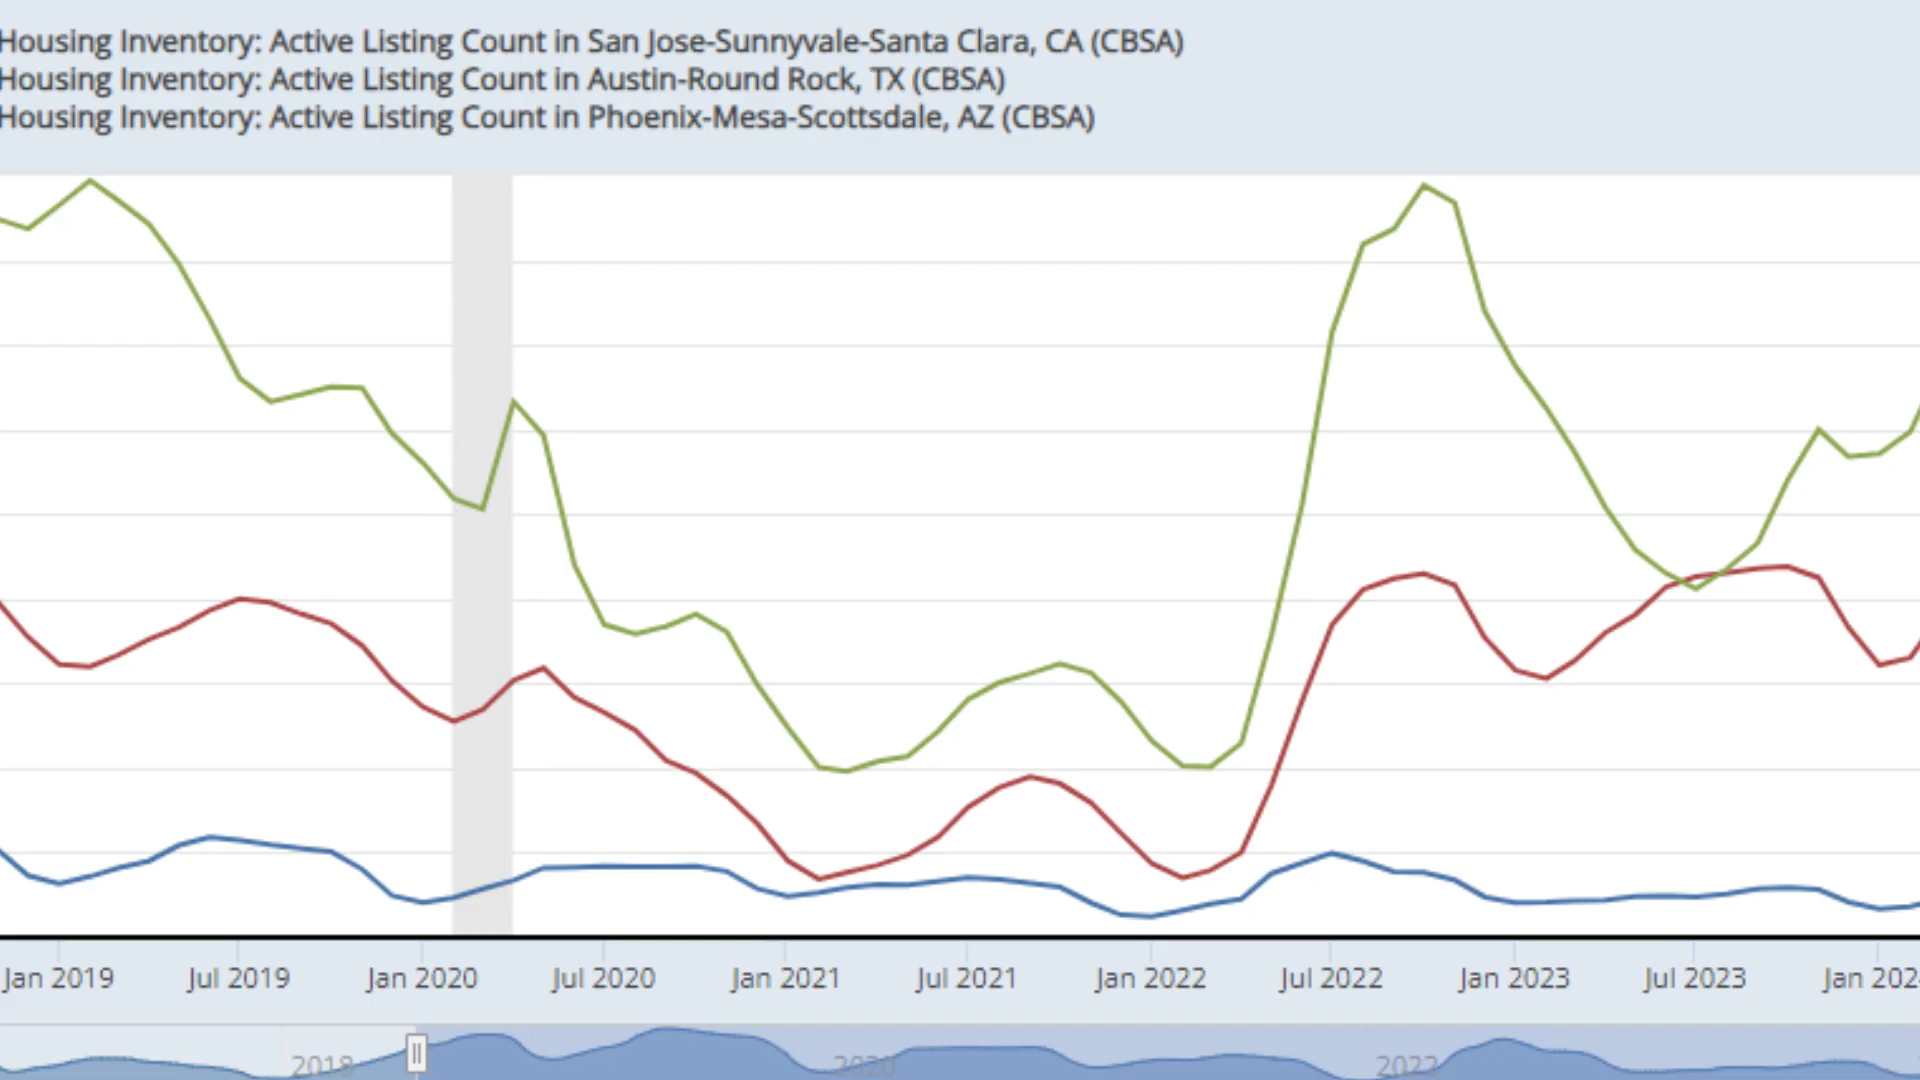 Housing Inventory: Active Listing Count in San Jose-Sunnyvale-Santa Clara, CA (CBSA)
Housing Inventory: Active Listing Count in Austin-Round Rock, TX (CBSA)
Housing Inventory: Active Listing Count in Phoenix-Mesa-Scottsdale, AZ (CBSA)
Jan 2019 Jul 2019 Jan 2020 Jul 2020 Jan 2021 Jul 2021 Jan 2022 Jul 2022 Jan 2023 Jul 2023 Jan 202
2018 2020 2022